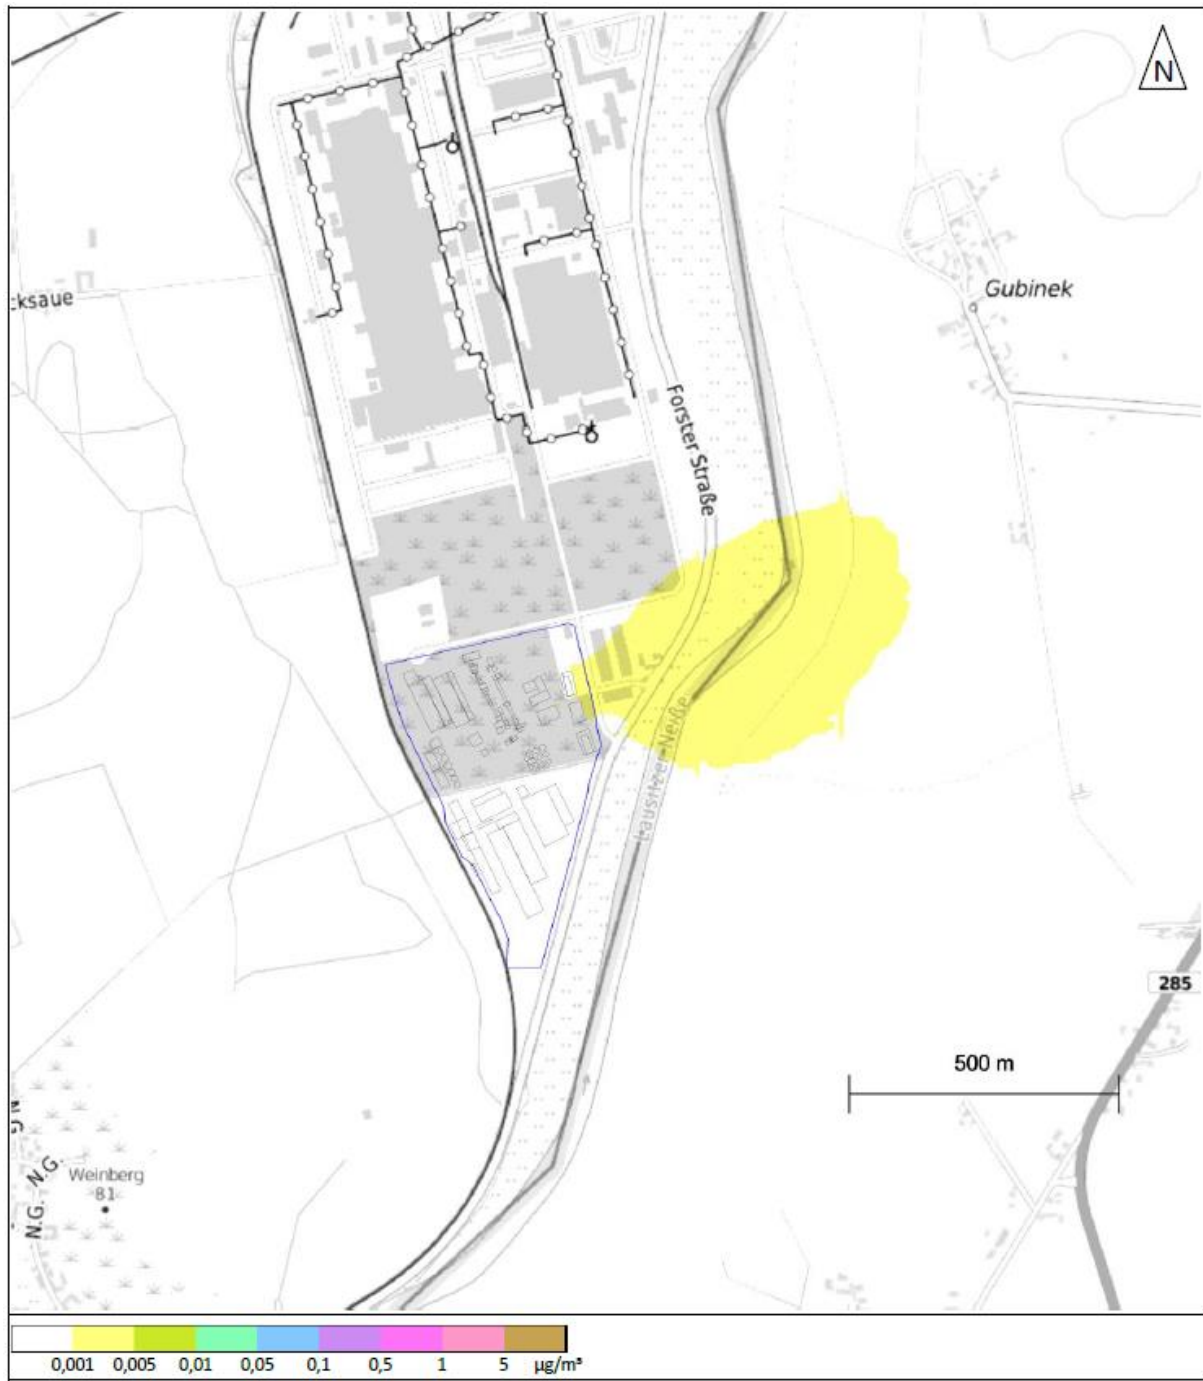 N
cksaue
Gubinek
Forster Straße
Lausitzer Neiße
285
500 m
N.G.
N.G.
Weinberg
81
0,001 0,005 0,01 0,05 0,1 0,5 1 5 µg/m³